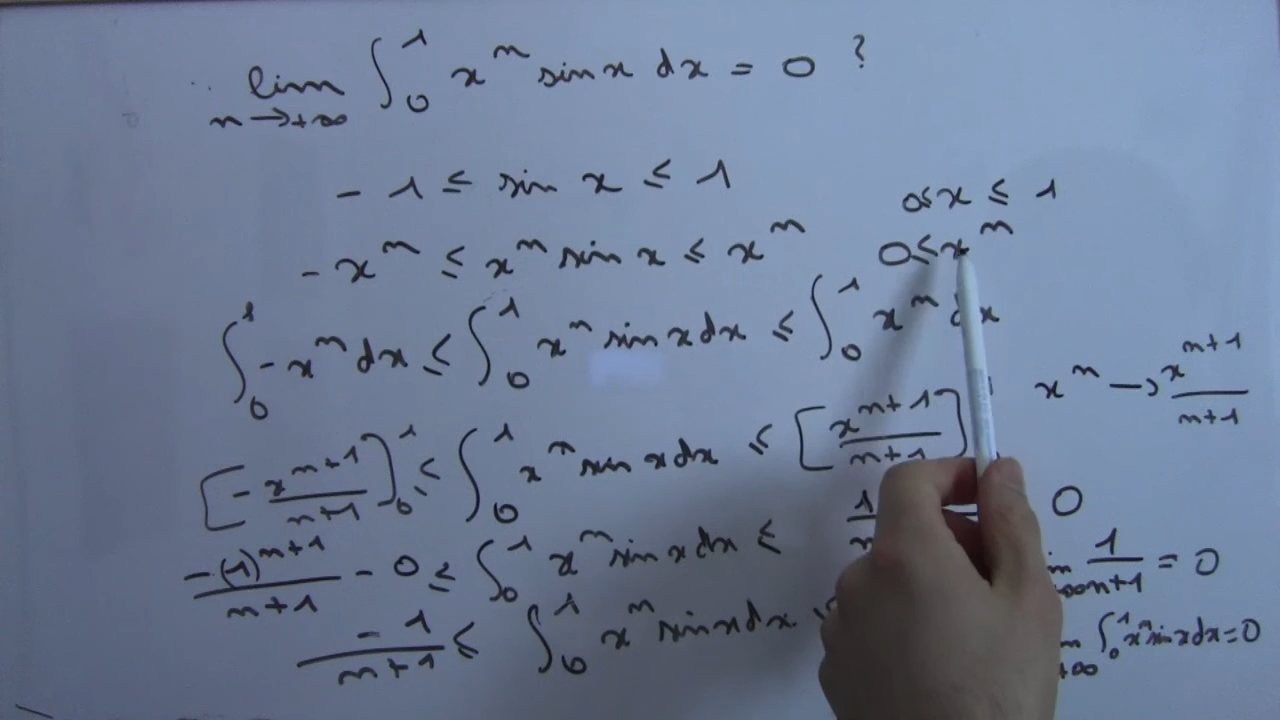 lim n→+∞ ∫₀¹ xⁿ sin x dx = 0 ?
- 1 ≤ sin x ≤ 1
0≤x ≤ 1
- xⁿ ≤ xⁿ sin x ≤ xⁿ
0≤xⁿ
∫₀¹ -xⁿ dx ≤ ∫₀¹ xⁿ sin x dx ≤ ∫₀¹ xⁿ dx
xⁿ → xⁿ⁺¹/n+1
[- xⁿ⁺¹/n+1]₀¹ ≤ ∫₀¹ xⁿ sin x dx ≤ [xⁿ⁺¹/n+1]
-(1)ⁿ⁺¹/n+1 - 0 ≤ ∫₀¹ xⁿ sin x dx ≤
0
1/n+1 = 0
-1/n+1 ≤ ∫₀¹ xⁿ sin x dx ≤
∫₀¹ xⁿ sin x dx = 0